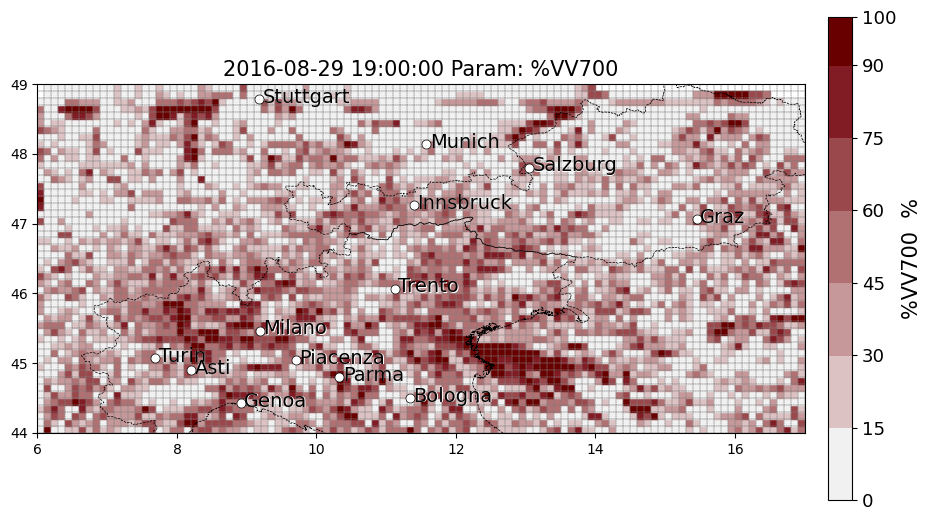 2016-08-29 19:00:00 Param: %VV700
49
48
47
46
45
44
6
8
10
12
14
16
Stuttgart
Munich
Salzburg
Innsbruck
Graz
Trento
Milano
Turin
Piacenza
Asti
Parma
Bologna
Genoa
100
90
75
60
45
30
15
0
%VV700 %